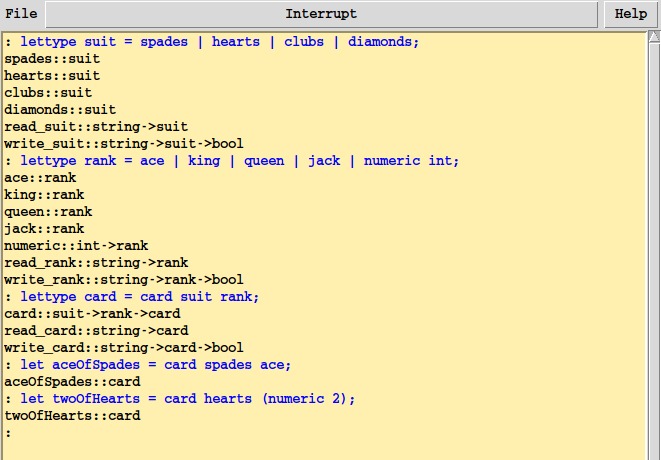 File Interrupt Help
: lettype suit = spades | hearts | clubs | diamonds;
spades::suit
hearts::suit
clubs::suit
diamonds::suit
read_suit::string->suit
write_suit::string->suit->bool
: lettype rank = ace | king | queen | jack | numeric int;
ace::rank
king::rank
queen::rank
jack::rank
numeric::int->rank
read_rank::string->rank
write_rank::string->rank->bool
: lettype card = card suit rank;
card::suit->rank->card
read_card::string->card
write_card::string->card->bool
: let aceOfSpades = card spades ace;
aceOfSpades::card
: let twoOfHearts = card hearts (numeric 2);
twoOfHearts::card
: